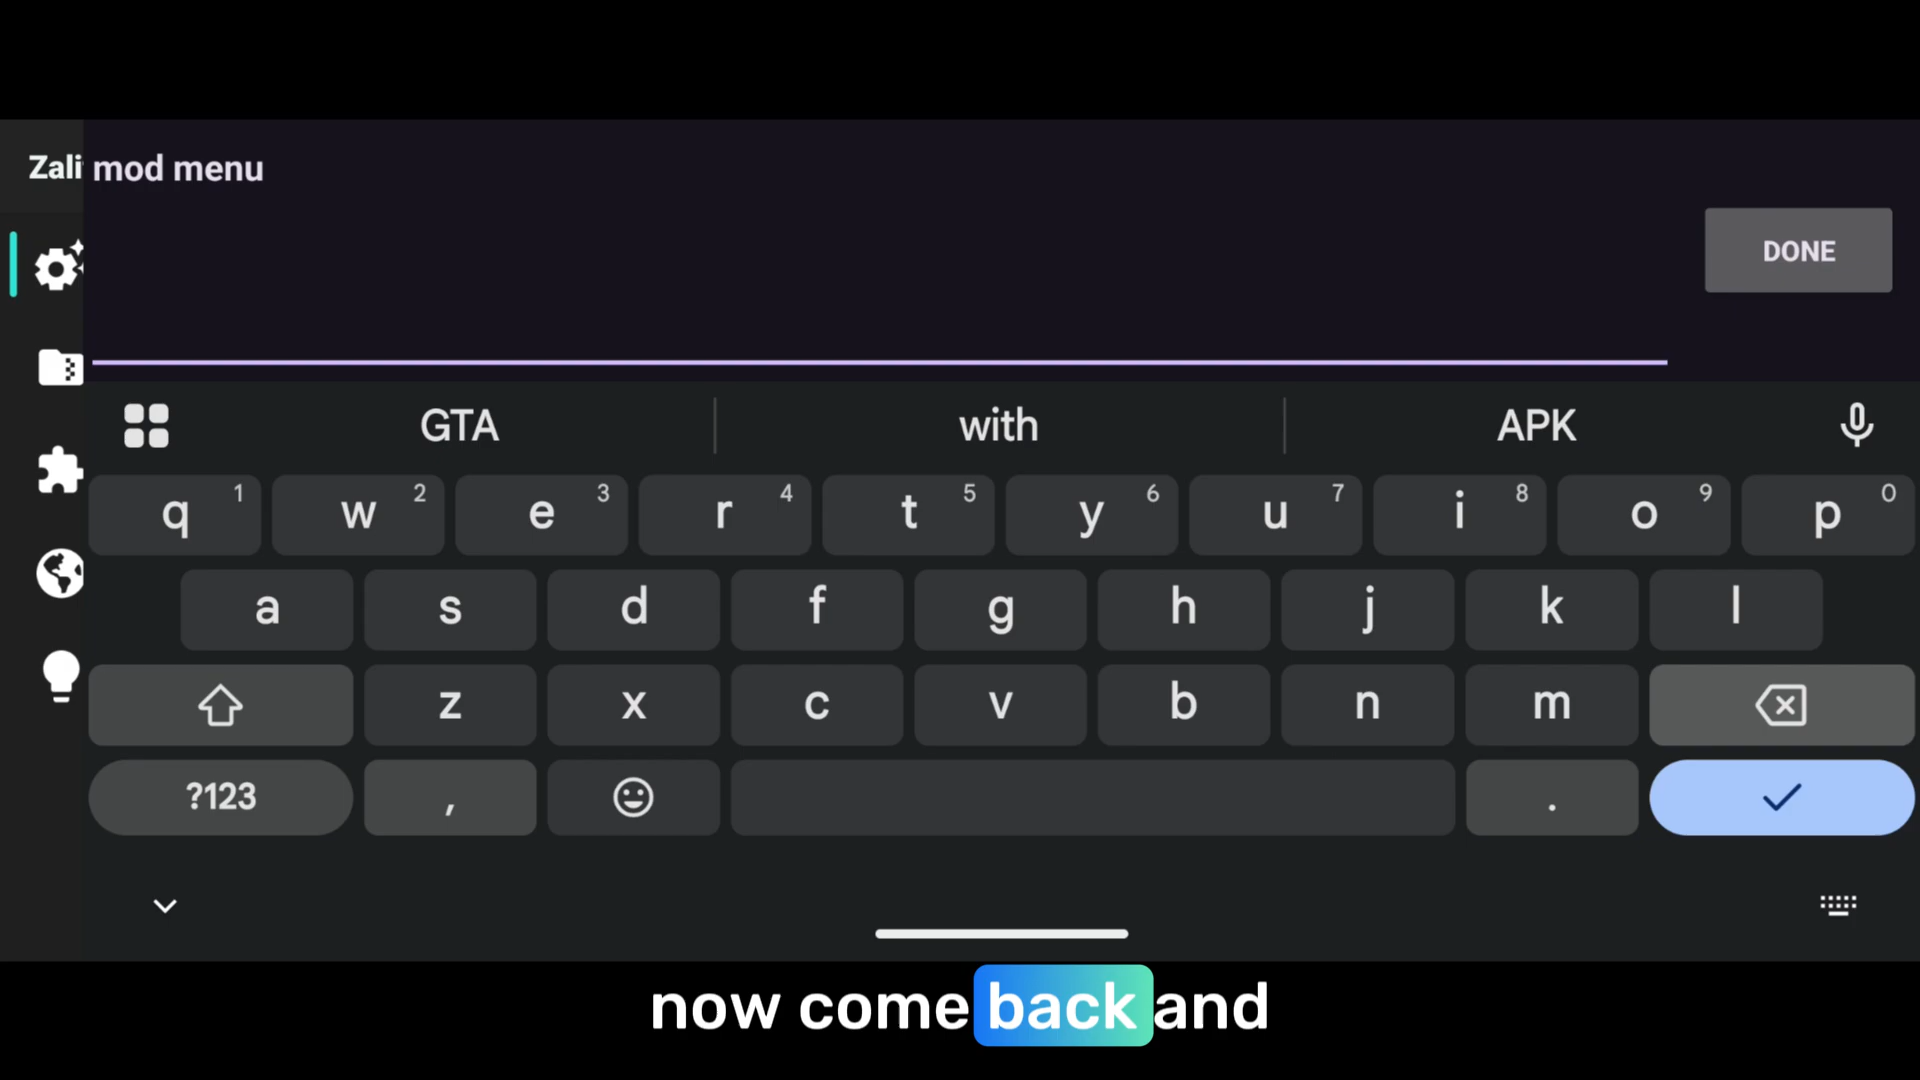 Zali mod menu
DONE
GTA with APK
q 1 w 2 e 3 r 4 t 5 y 6 u 7 i 8 o 9 p 0
a s d f g h j k l
z x c v b n m
?123 , .
now come back and